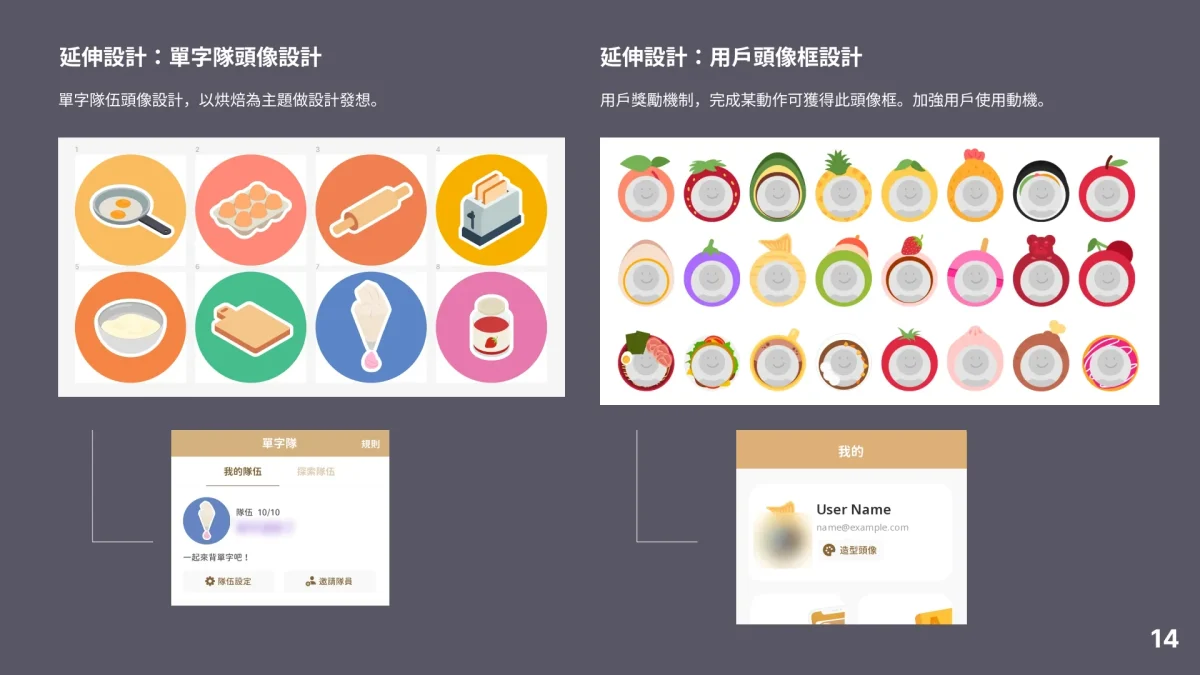 延伸設計：單字隊頭像設計
單字隊伍頭像設計，以烘焙為主題做設計發想。
1
2
3
4
5
6
7
8
單字隊
規則
我的隊伍
探索隊伍
隊伍 10/10
一起來背單字吧！
隊伍設定
邀請隊員
延伸設計：用戶頭像框設計
用戶獎勵機制，完成某動作可獲得此頭像框。加強用戶使用動機。
我的
User Name
name@example.com
造型頭像
14